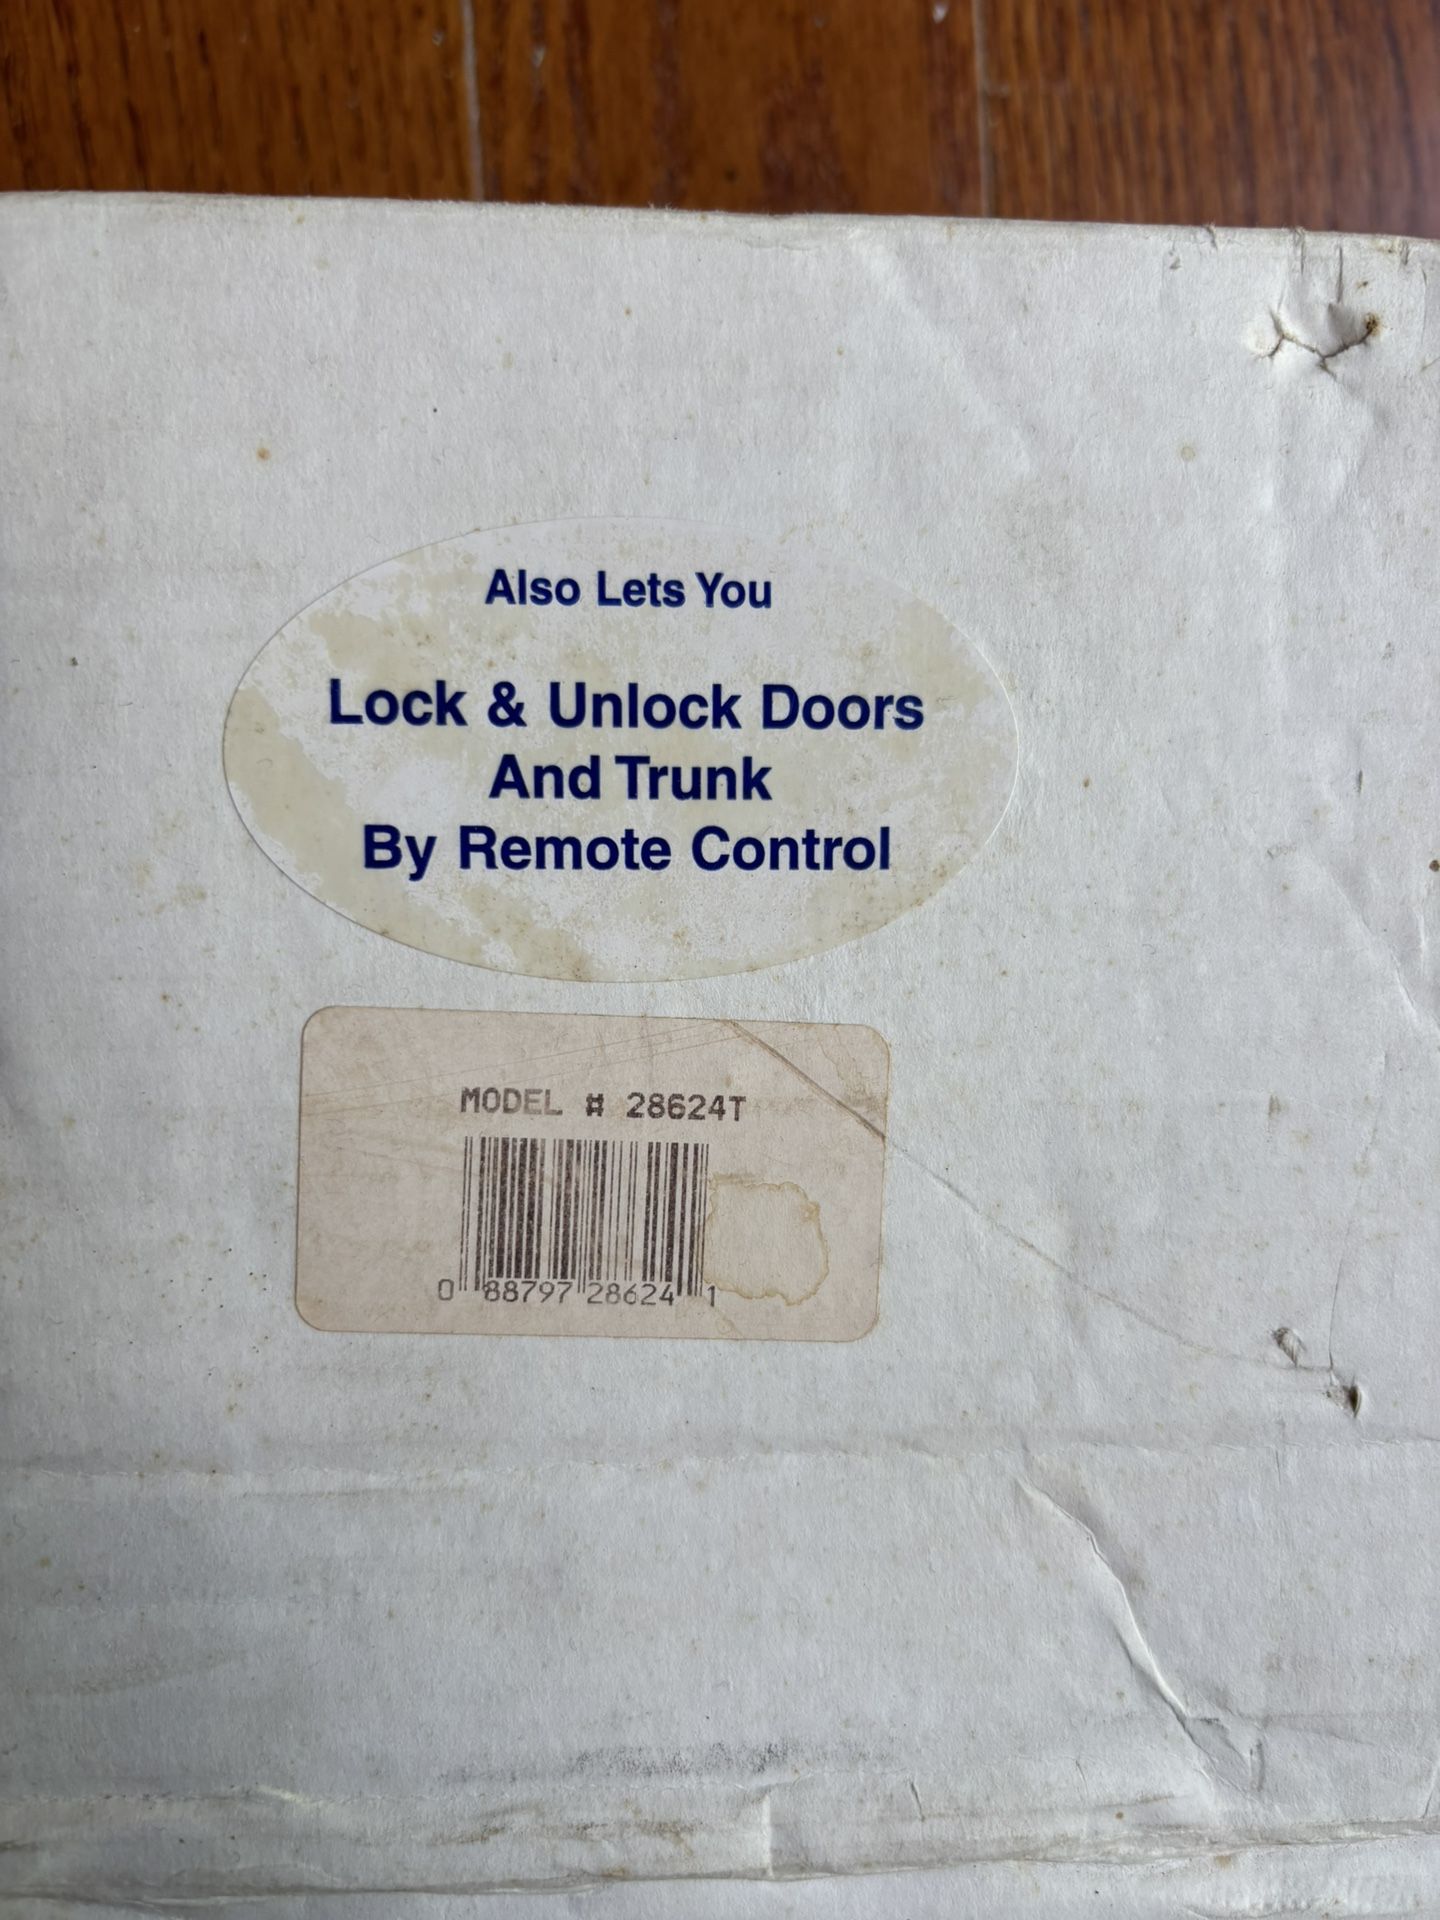 Also Lets You
Lock & Unlock Doors
And Trunk
By Remote Control
MODEL # 28624T
0 88797 28624 1